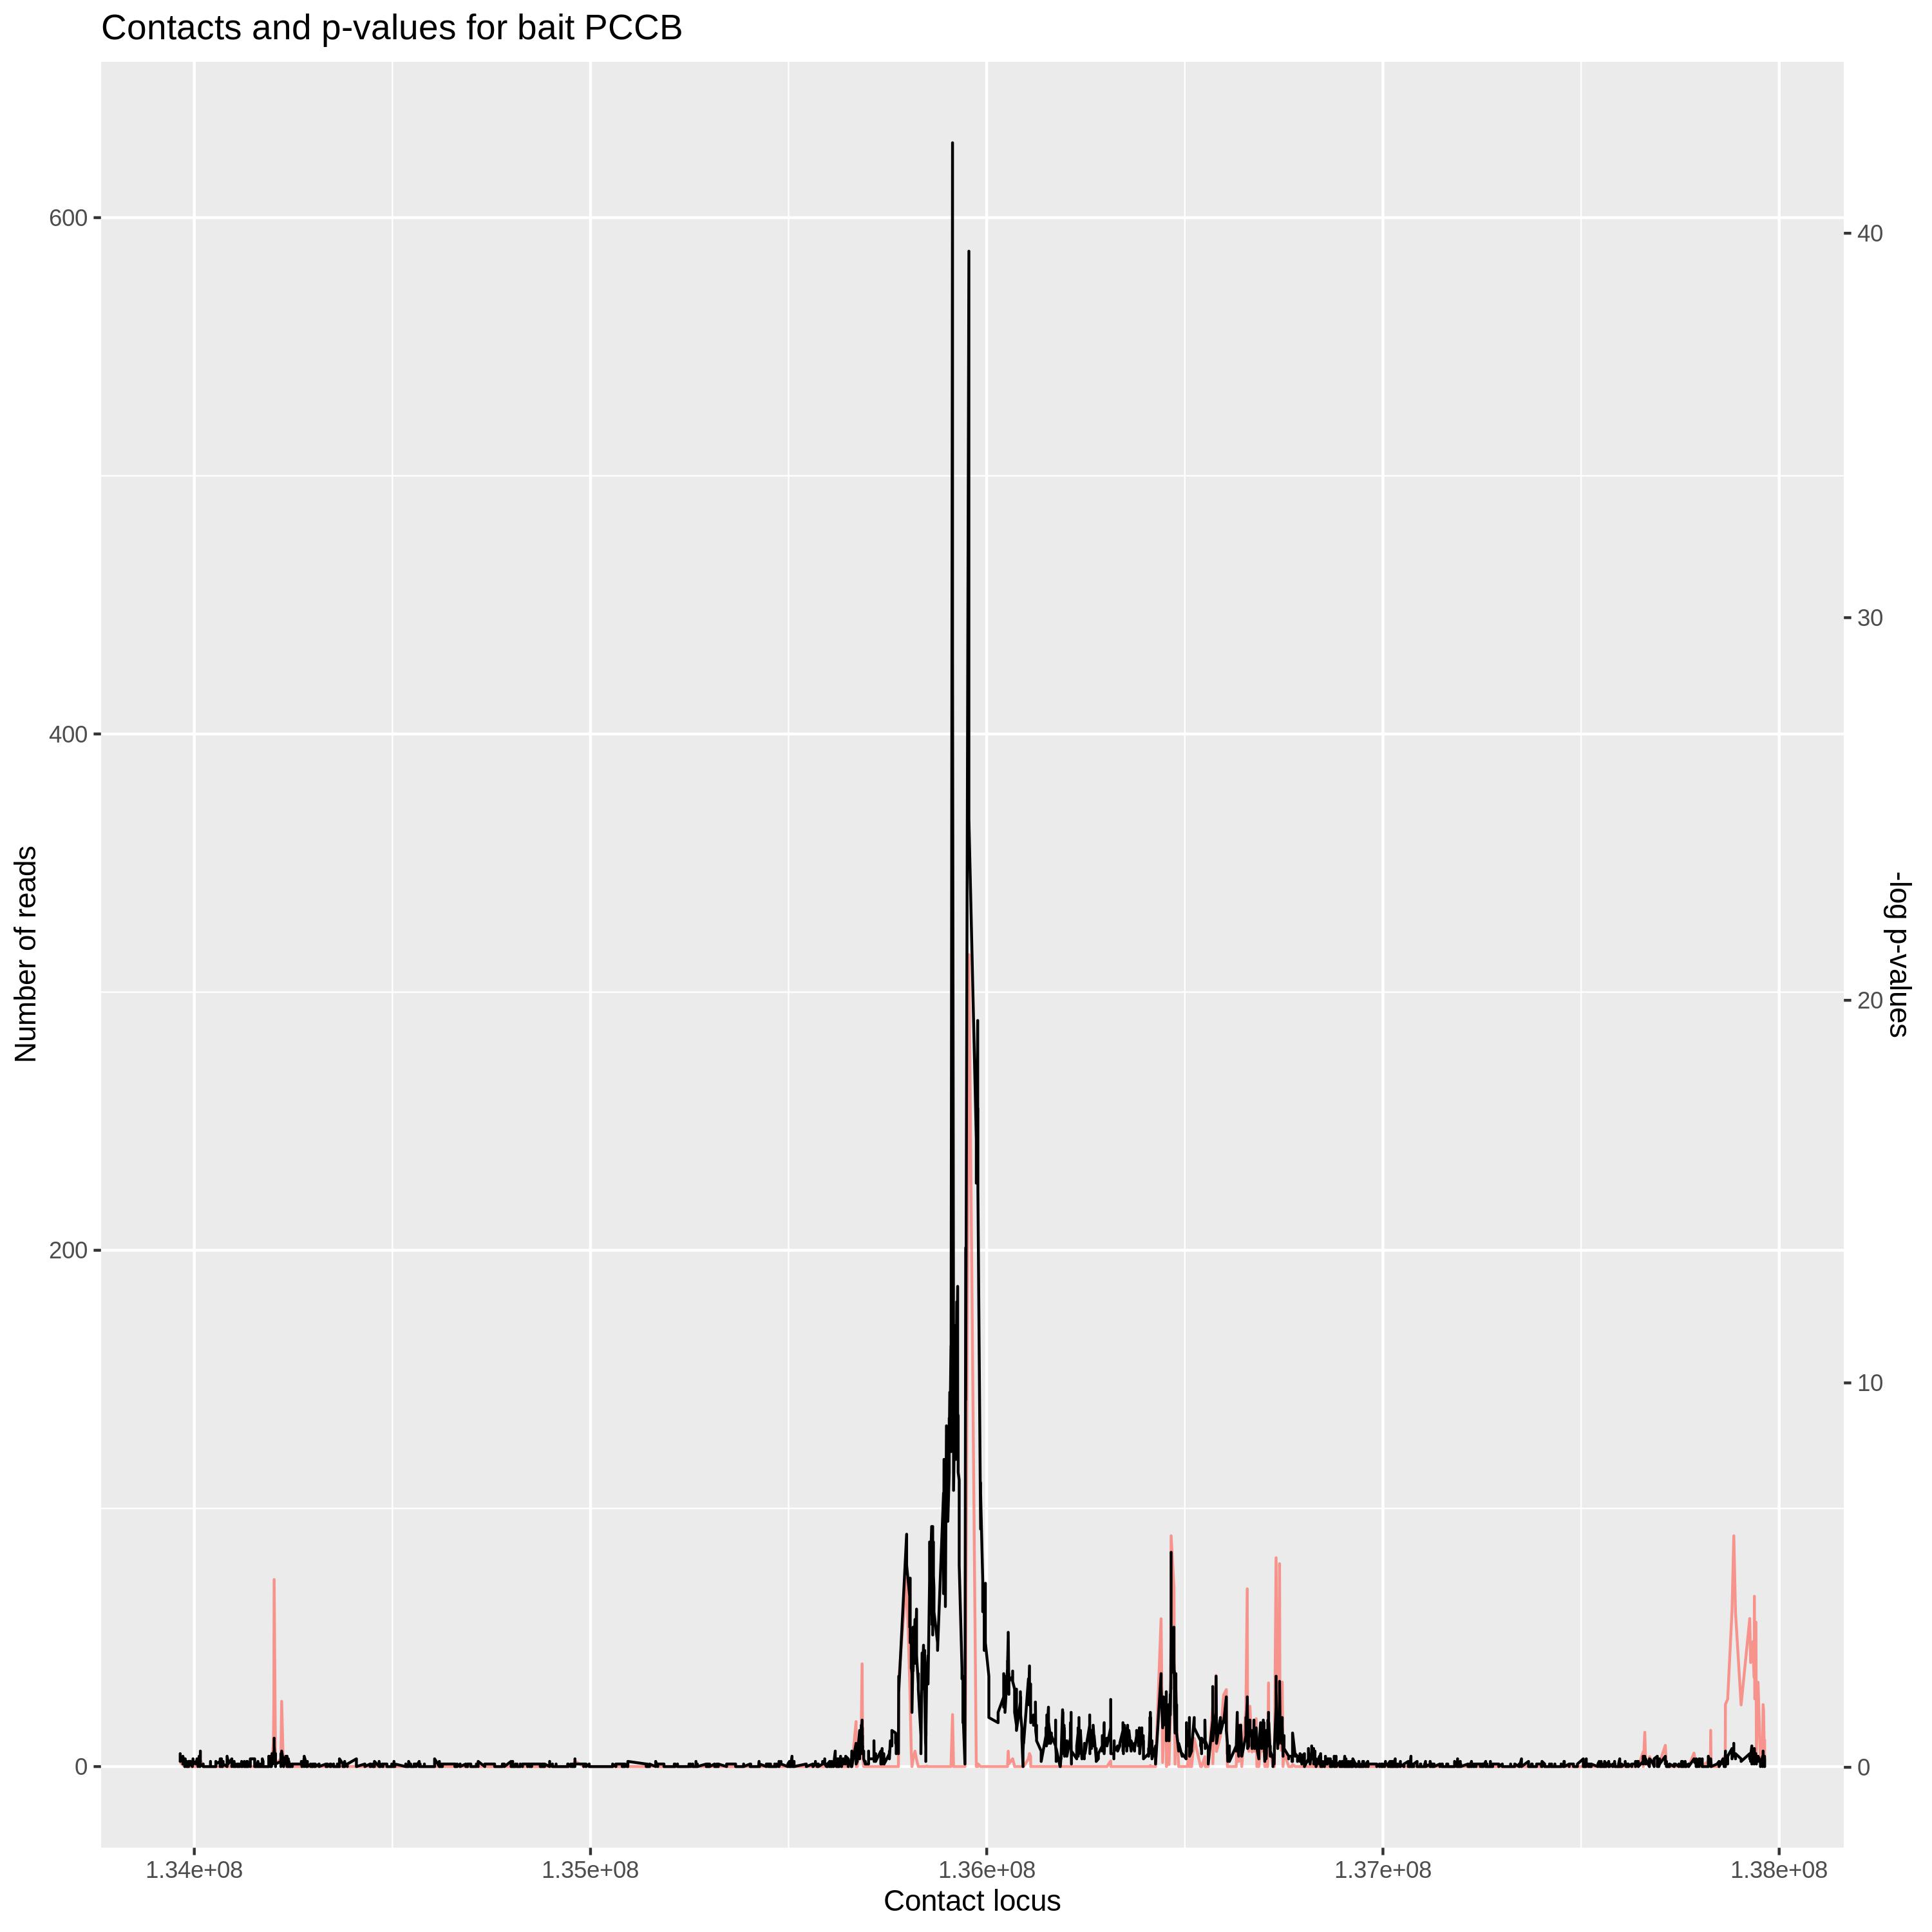 Contacts and p-values for bait PCCB
600
400
200
0
Number of reads
40
30
20
10
0
-log p-values
1.34e+08
1.35e+08
1.36e+08
1.37e+08
1.38e+08
Contact locus